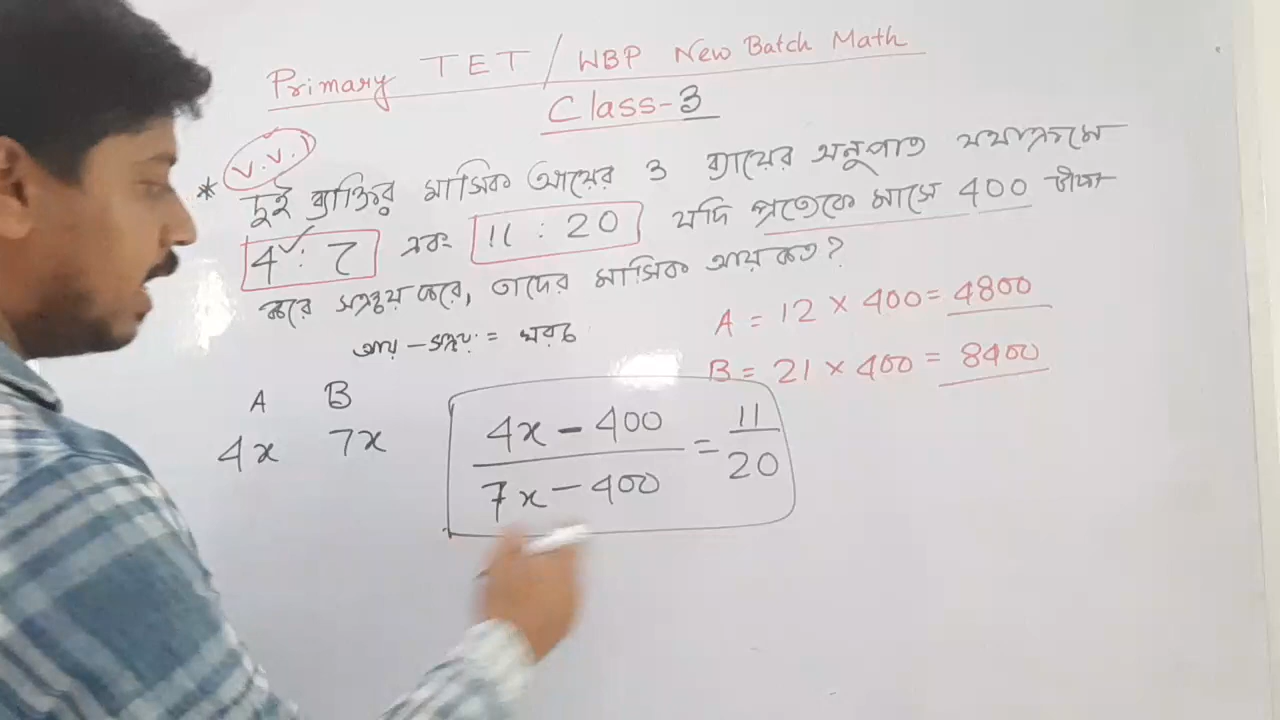 Primary TET / WBP New Batch Math
Class-3
V.V.I
* দুই ব্যক্তির মাসিক আয়ের ও ব্যায়ের অনুপাত যথাক্রমে
4 : 7 এবং 11 : 20 যদি প্রত্যেকে মাসে 400 টাকা
করে সঞ্চয় করে, তাদের মাসিক আয় কত?
আয় - সঞ্চয় = খরচ
A = 12 × 400 = 4800
B = 21 × 400 = 8400
A B
4x 7x
4x - 400 / 7x - 400 = 11 / 20